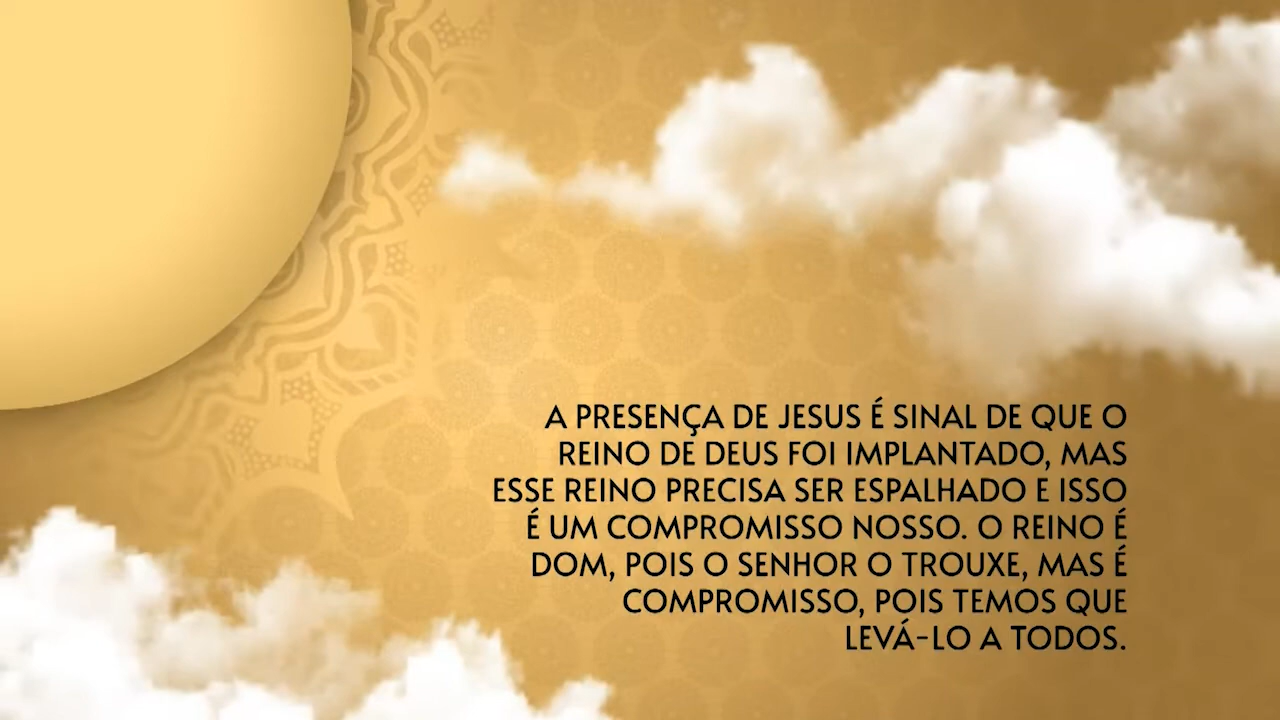 A PRESENÇA DE JESUS É SINAL DE QUE O
REINO DE DEUS FOI IMPLANTADO, MAS
ESSE REINO PRECISA SER ESPALHADO E ISSO
É UM COMPROMISSO NOSSO. O REINO É
DOM, POIS O SENHOR O TROUXE, MAS É
COMPROMISSO, POIS TEMOS QUE
LEVÁ-LO A TODOS.